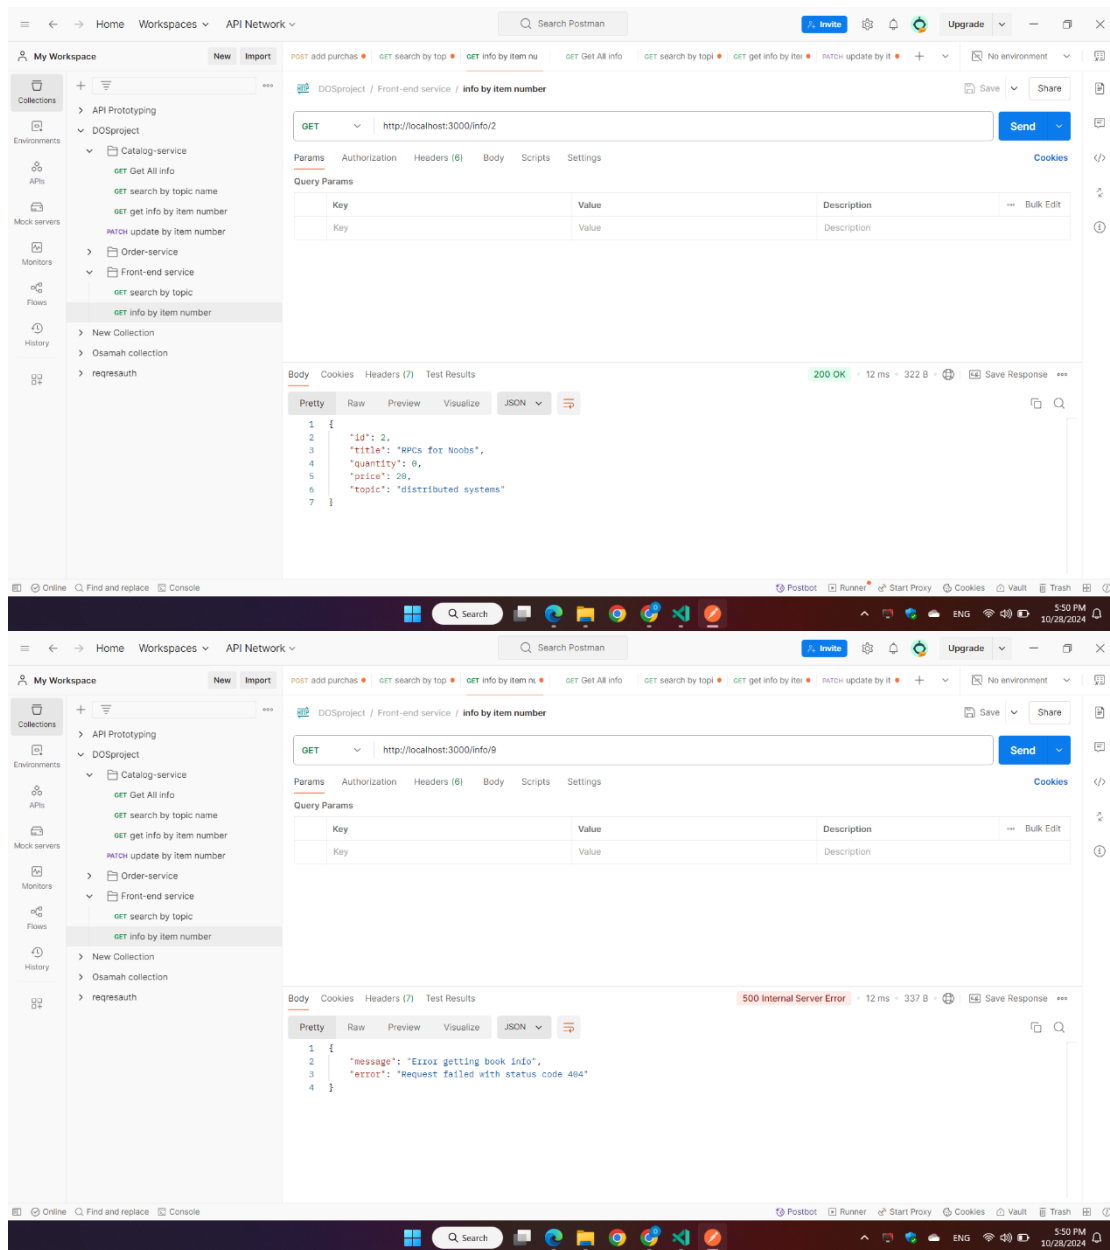 Home Workspaces API Network Search Postman Invite Upgrade
My Workspace New Import POST add purchas GET search by top GET info by item nu GET Get All info GET search by topi GET get info by iter PATCH update by it No environment
Collections
Environments
APIs
Mock servers
Monitors
Flows
History
API Prototyping
DOSproject
Catalog-service
GET Get All info
GET search by topic name
GET get info by item number
PATCH update by item number
Order-service
Front-end service
GET search by topic
GET info by item number
New Collection
Osamah collection
reqresauth
DOSproject / Front-end service / info by item number Save Share
GET http://localhost:3000/info/2 Send
Params Authorization Headers (6) Body Scripts Settings Cookies
Query Params
Key Value Description Bulk Edit
Key Value Description
Body Cookies Headers (7) Test Results 200 OK 12 ms 322 B Save Response
Pretty Raw Preview Visualize JSON
1 {
2 "id": 2,
3 "title": "RPCs for Noobs",
4 "quantity": 0,
5 "price": 20,
6 "topic": "distributed systems"
7 }
Online Find and replace Console Postbot Runner Start Proxy Cookies Vault Trash
Search ENG 5:50 PM
10/28/2024
Home Workspaces API Network Search Postman Invite Upgrade
My Workspace New Import POST add purchas GET search by top GET info by item nu GET Get All info GET search by topi GET get info by iter PATCH update by it No environment
Collections
Environments
APIs
Mock servers
Monitors
Flows
History
API Prototyping
DOSproject
Catalog-service
GET Get All info
GET search by topic name
GET get info by item number
PATCH update by item number
Order-service
Front-end service
GET search by topic
GET info by item number
New Collection
Osamah collection
reqresauth
DOSproject / Front-end service / info by item number Save Share
GET http://localhost:3000/info/9 Send
Params Authorization Headers (6) Body Scripts Settings Cookies
Query Params
Key Value Description Bulk Edit
Key Value Description
Body Cookies Headers (7) Test Results 500 Internal Server Error 12 ms 337 B Save Response
Pretty Raw Preview Visualize JSON
1 {
2 "message": "Error getting book info",
3 "error": "Request failed with status code 404"
4 }
Online Find and replace Console Postbot Runner Start Proxy Cookies Vault Trash
Search ENG 5:50 PM
10/28/2024